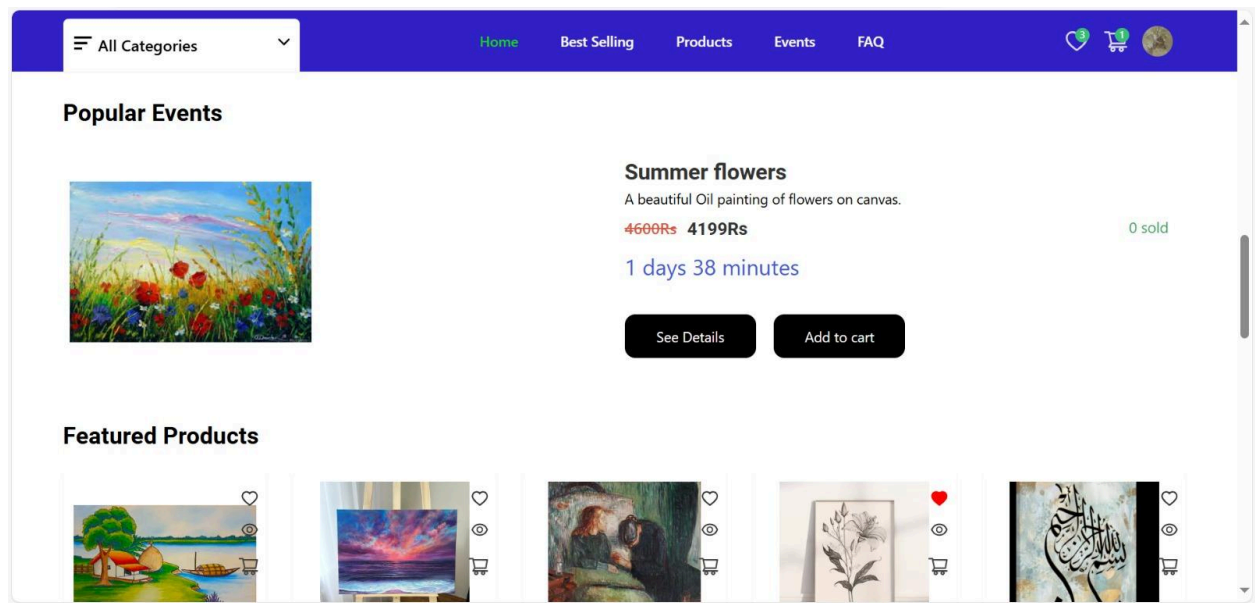 All Categories
Home
Best Selling
Products
Events
FAQ
3
1
Popular Events
Summer flowers
A beautiful Oil painting of flowers on canvas.
4600Rs 4199Rs
0 sold
1 days 38 minutes
See Details
Add to cart
Featured Products